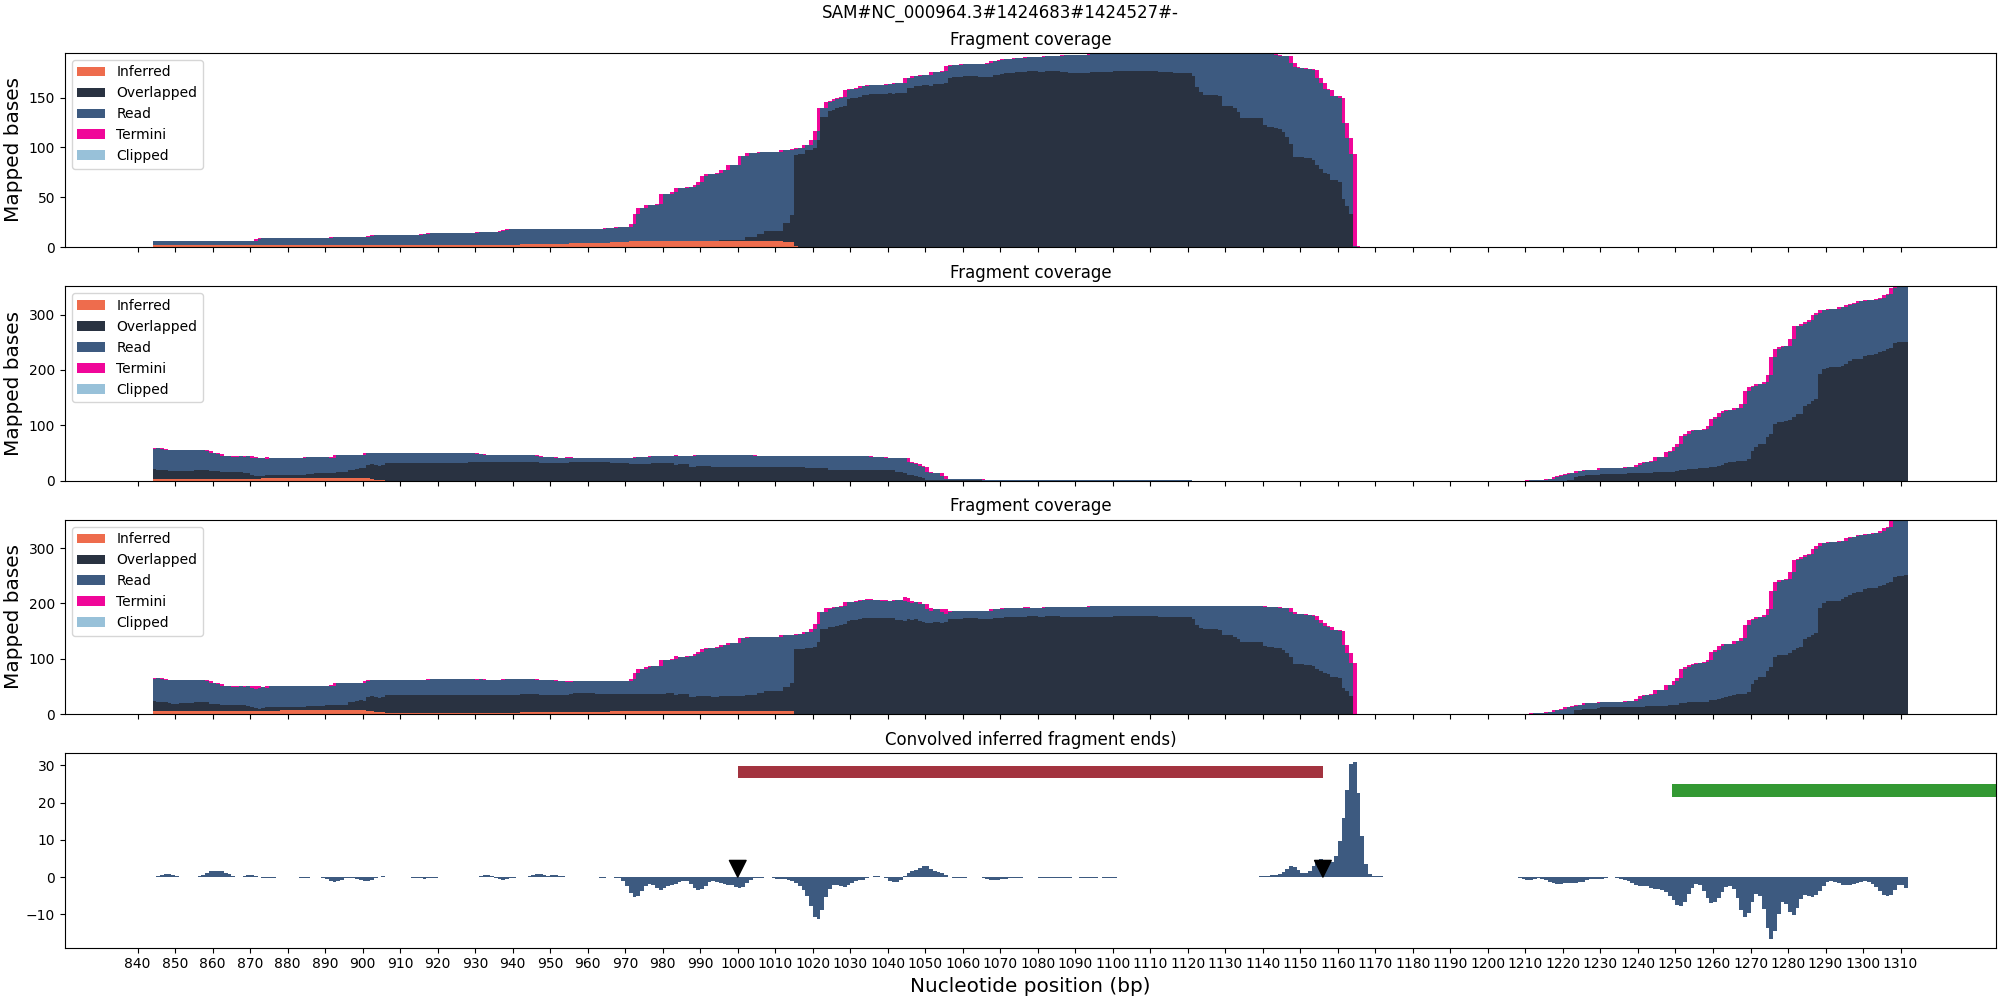 SAM#NC_000964.3#1424683#1424527#-
Fragment coverage
Mapped bases
150
100
50
0
Inferred
Overlapped
Read
Termini
Clipped
Fragment coverage
Mapped bases
300
200
100
0
Inferred
Overlapped
Read
Termini
Clipped
Fragment coverage
Mapped bases
300
200
100
0
Inferred
Overlapped
Read
Termini
Clipped
Convolved inferred fragment ends)
30
20
10
0
−10
840 850 860 870 880 890 900 910 920 930 940 950 960 970 980 990 1000 1010 1020 1030 1040 1050 1060 1070 1080 1090 1100 1110 1120 1130 1140 1150 1160 1170 1180 1190 1200 1210 1220 1230 1240 1250 1260 1270 1280 1290 1300 1310
Nucleotide position (bp)